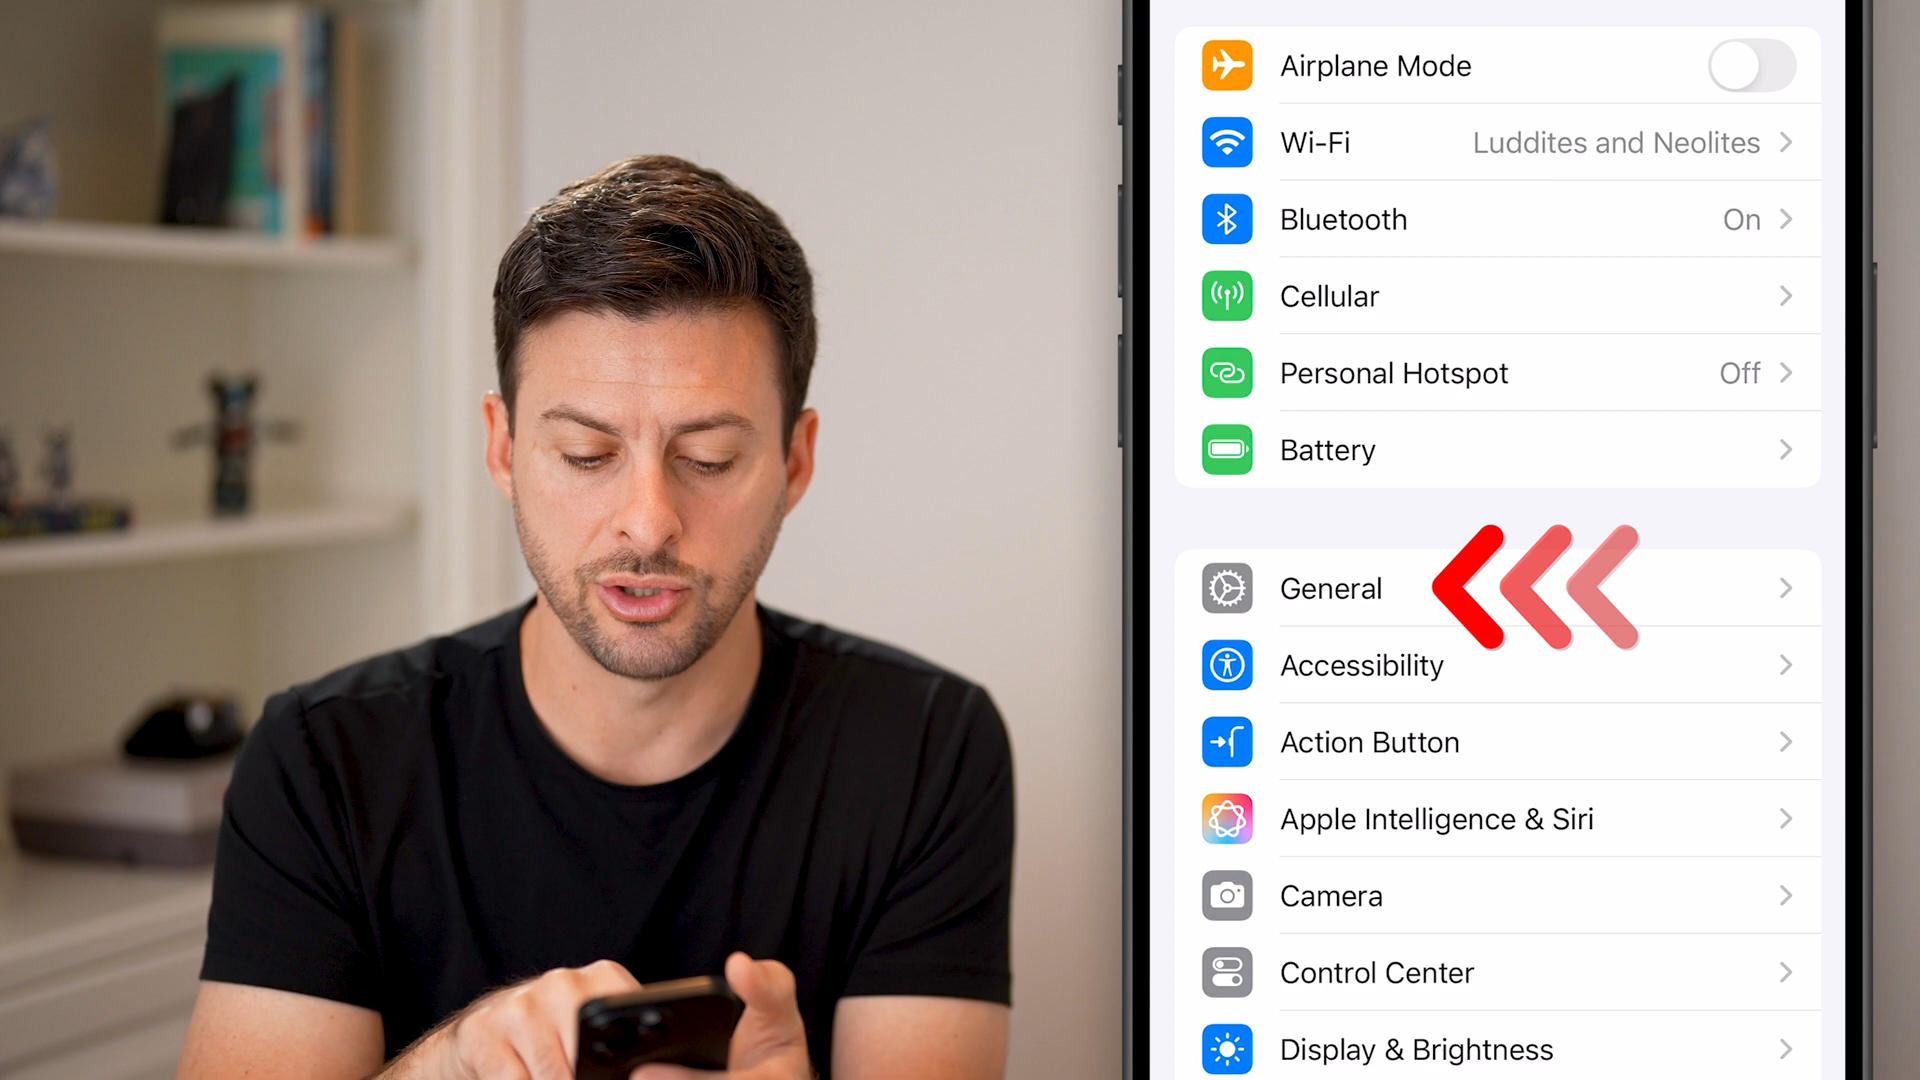 Airplane Mode
Wi-Fi Luddites and Neolites
Bluetooth On
Cellular
Personal Hotspot Off
Battery
General
Accessibility
Action Button
Apple Intelligence & Siri
Camera
Control Center
Display & Brightness